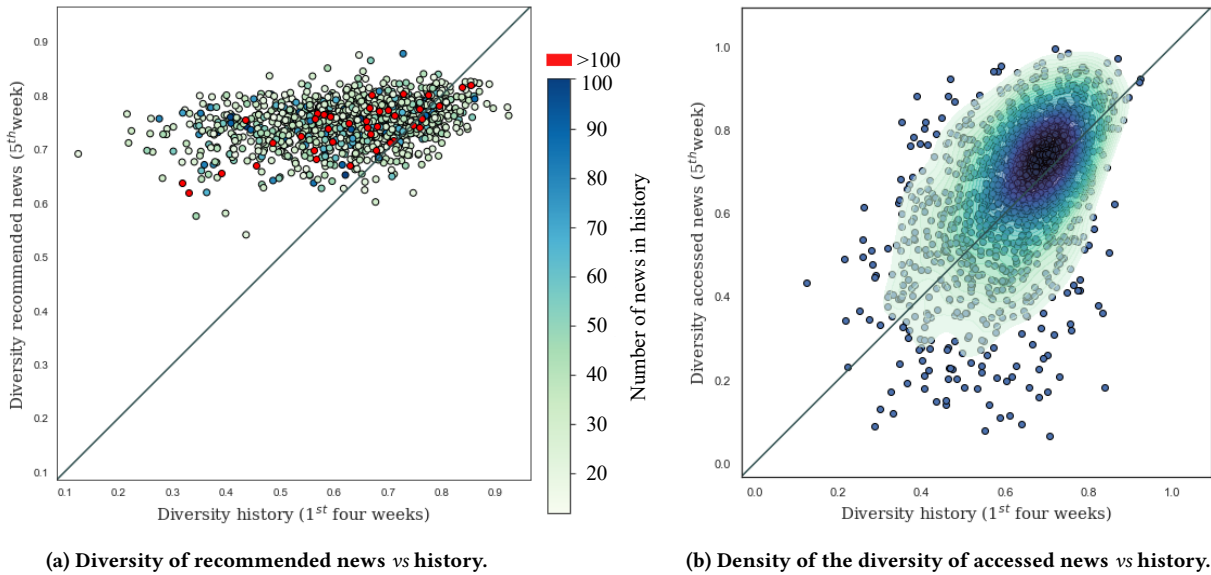 Diversity recommended news (5thweek)
0.9
0.8
0.7
0.6
0.5
0.4
0.3
0.2
0.1
0.1 0.2 0.3 0.4 0.5 0.6 0.7 0.8 0.9
Diversity history (1st four weeks)
>100
100
90
80
70
60
50
40
30
20
Number of news in history
(a) Diversity of recommended news vs history.
Diversity accessed news (5thweek)
1.0
0.8
0.6
0.4
0.2
0.0
0.0 0.2 0.4 0.6 0.8 1.0
Diversity history (1st four weeks)
(b) Density of the diversity of accessed news vs history.